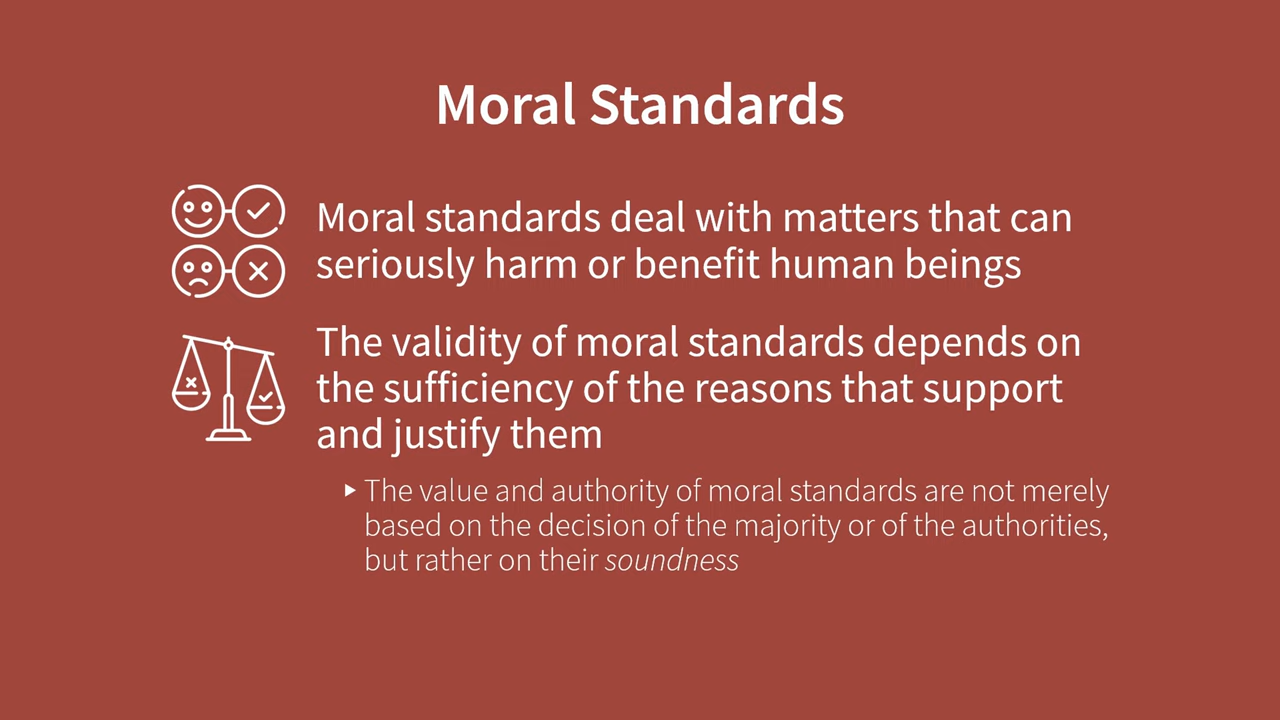 Moral Standards
Moral standards deal with matters that can
seriously harm or benefit human beings
The validity of moral standards depends on
the sufficiency of the reasons that support
and justify them
The value and authority of moral standards are not merely
based on the decision of the majority or of the authorities,
but rather on their soundness